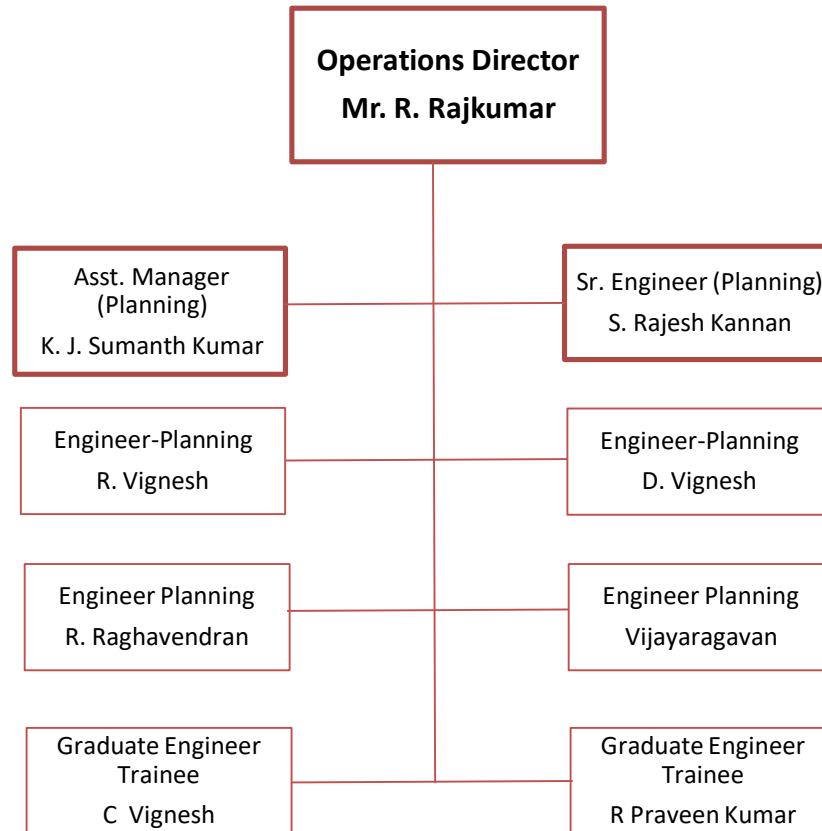 Operations Director
Mr. R. Rajkumar
Asst. Manager
(Planning)
K. J. Sumanth Kumar
Sr. Engineer (Planning)
S. Rajesh Kannan
Engineer-Planning
R. Vignesh
Engineer-Planning
D. Vignesh
Engineer Planning
R. Raghavendran
Engineer Planning
Vijayaragavan
Graduate Engineer
Trainee
C  Vignesh
Graduate Engineer
Trainee
R Praveen Kumar